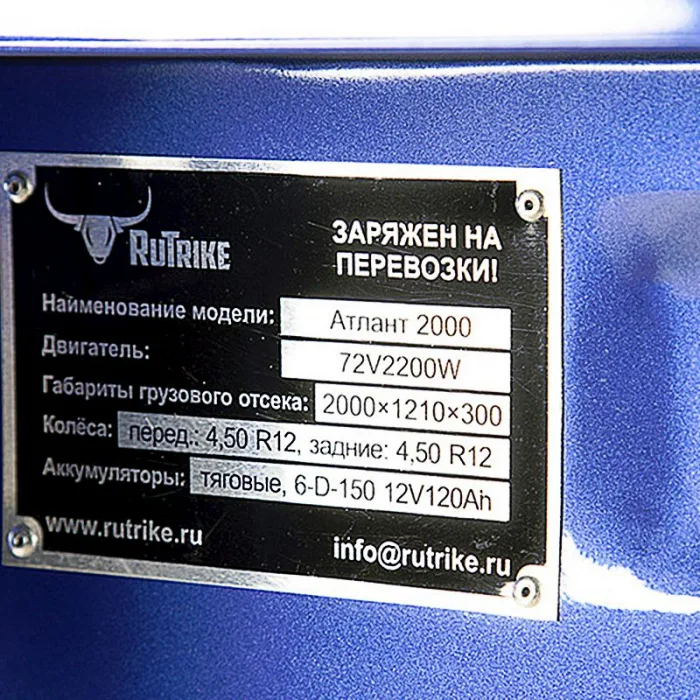 RUTRIKE
ЗАРЯЖЕН НА
ПЕРЕВОЗКИ!
Наименование модели: Атлант 2000
Двигатель: 72V2200W
Габариты грузового отсека: 2000×1210×300
Колёса: перед.: 4,50 R12, задние: 4,50 R12
Аккумуляторы: тяговые, 6-D-150 12V120Ah
www.rutrike.ru
info@rutrike.ru